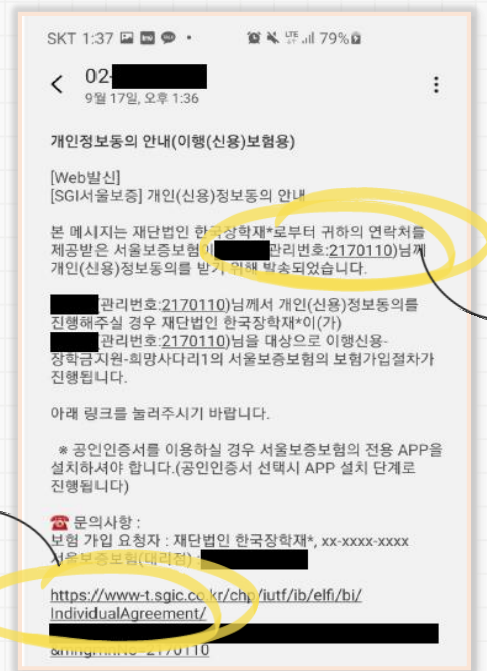 SKT 1:37
LTE 79%
02-
9월 17일, 오후 1:36
개인정보동의 안내(이행(신용)보험용)
[Web발신]
[SGI서울보증] 개인(신용)정보동의 안내
본 메시지는 재단법인 한국장학재*로부터 귀하의 연락처를
제공받은 서울보증보험이 관리번호:2170110)님께
개인(신용)정보동의를 받기 위해 발송되었습니다.
관리번호:2170110)님께서 개인(신용)정보동의를
진행해주실 경우 재단법인 한국장학재*이(가)
관리번호:2170110)님을 대상으로 이행신용-
장학금지원-희망사다리1의 서울보증보험의 보험가입절차가
진행됩니다.
아래 링크를 눌러주시기 바랍니다.
※ 공인인증서를 이용하실 경우 서울보증보험의 전용 APP을
설치하셔야 합니다.(공인인증서 선택시 APP 설치 단계로
진행됩니다)
☎ 문의사항 :
보험 가입 요청자 : 재단법인 한국장학재*, xx-xxxx-xxxx
서울보증보험(대리점)
https://www-t.sgic.co.kr/chp/iutf/ib/elfi/bi/
IndividualAgreement/
&mngmnNo=2170110